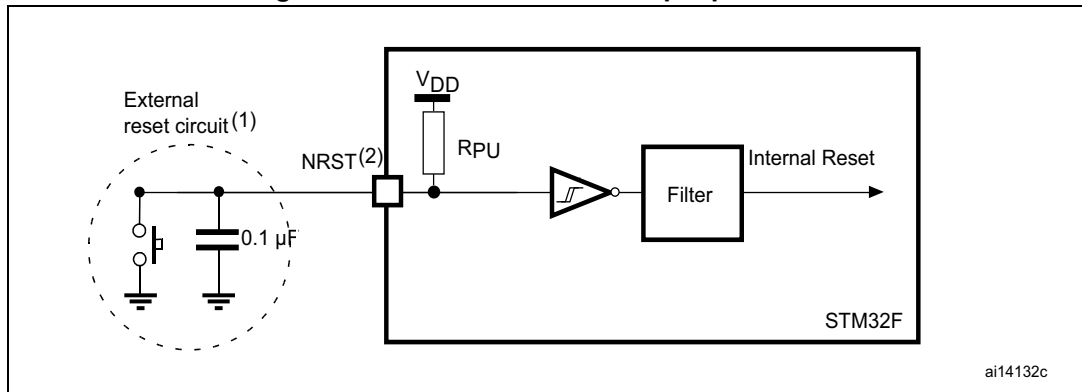 External
reset circuit(1)
NRST(2)
VDD
RPU
Internal Reset
Filter
0.1 μF
STM32F
ai14132c